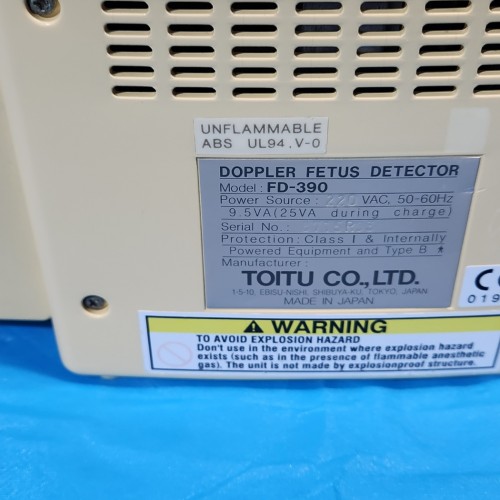 UNFLAMMABLE
ABS UL94, V-0
DOPPLER FETUS DETECTOR
Model: FD-390
Power Source: 220 VAC, 50-60Hz
9.5VA(25VA during charge)
Serial No.:
Protection: Class I & Internally
Powered Equipment and Type B
Manufacturer:
TOITU CO., LTD.
1-5-10, EBISU-NISHI, SHIBUYA-KU, TOKYO, JAPAN.
MADE IN JAPAN
019
WARNING
TO AVOID EXPLOSION HAZARD
Don't use in the environment where explosion hazard
exists (such as in the presence of flammable anesthetic
gas). The unit is not made by explosionproof structure.